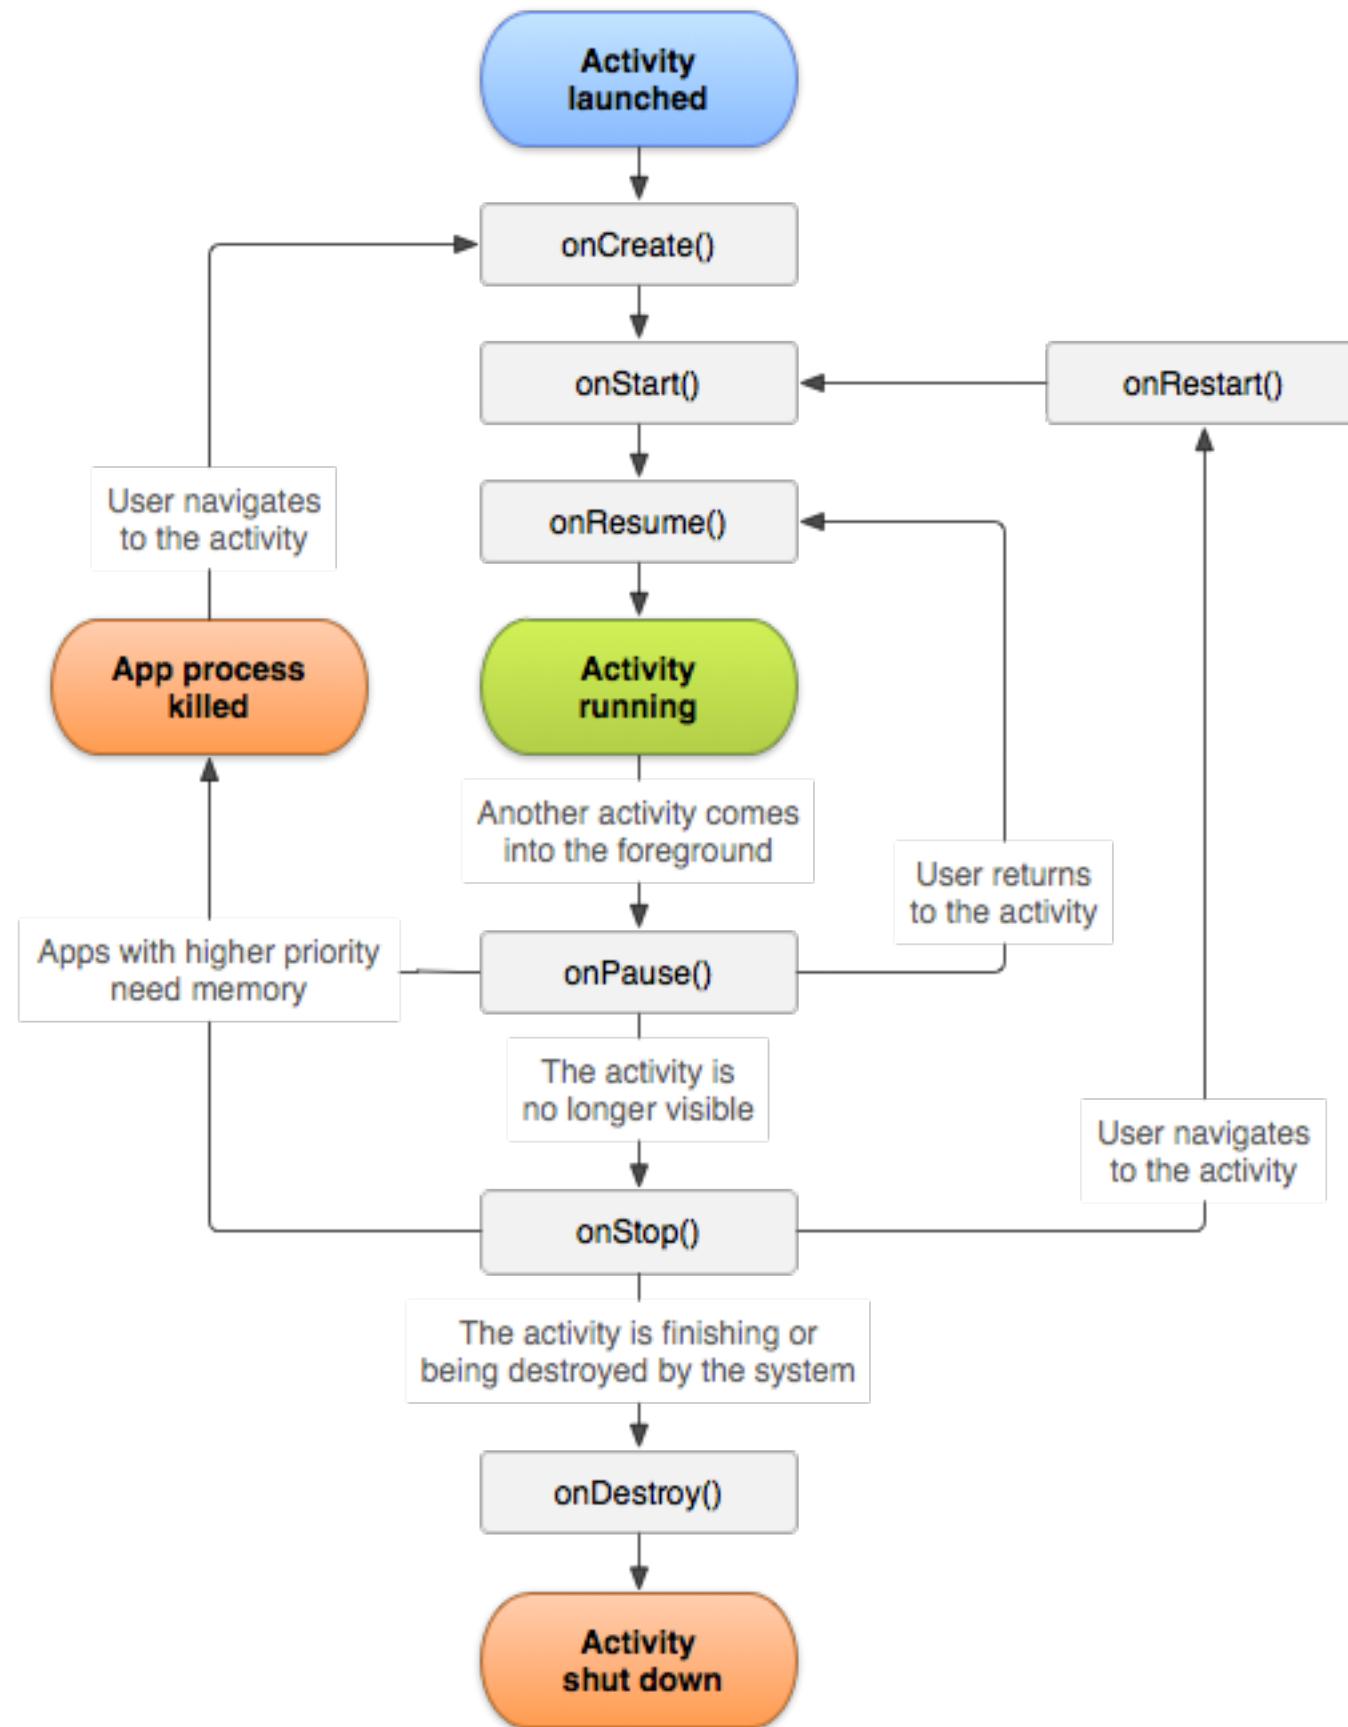 Activity
launched
onCreate()
onStart()
onRestart()
User navigates
to the activity
onResume()
App process
killed
Activity
running
Another activity comes
into the foreground
User returns
to the activity
Apps with higher priority
need memory
onPause()
The activity is
no longer visible
User navigates
to the activity
onStop()
The activity is finishing or
being destroyed by the system
onDestroy()
Activity
shut down